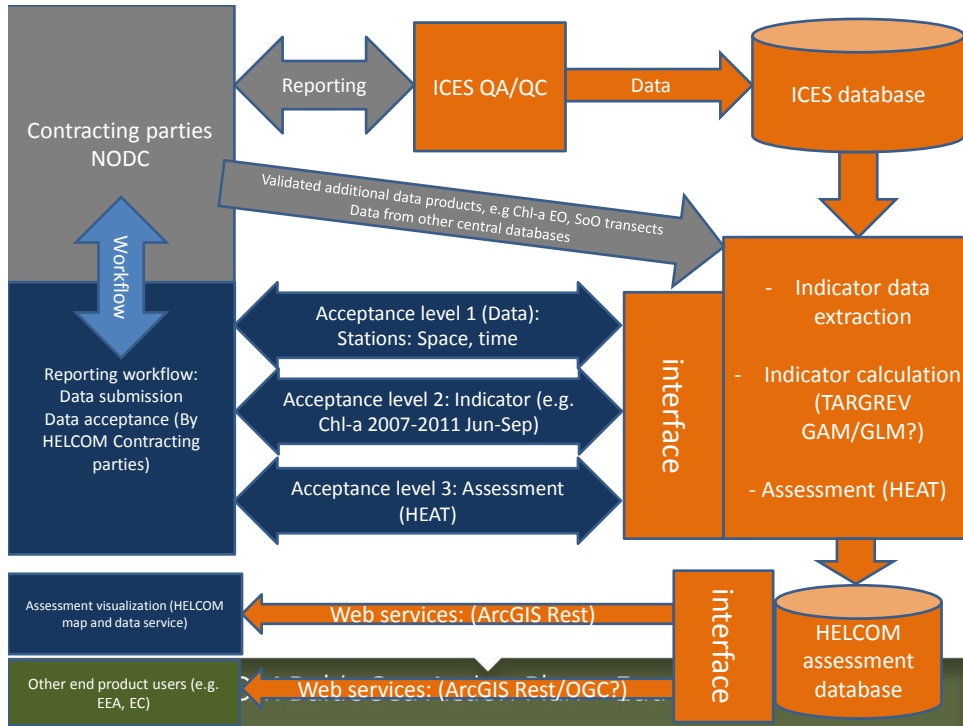 Contracting parties
NODC
Reporting
ICES QA/QC
Data
ICES database
Validated additional data products, e.g Chl-a EO, SoO transects
Data from other central databases
Workflow
Reporting workflow:
Data submission
Data acceptance (By
HELCOM Contracting
parties)
Acceptance level 1 (Data):
Stations: Space, time
Acceptance level 2: Indicator (e.g.
Chl-a 2007-2011 Jun-Sep)
Acceptance level 3: Assessment
(HEAT)
interface
- Indicator data
extraction
- Indicator calculation
(TARGREV
GAM/GLM?)
- Assessment (HEAT)
Assessment visualization (HELCOM
map and data service)
Web services: (ArcGIS Rest)
interface
HELCOM
assessment
database
Other end product users (e.g.
EEA, EC)
Web services: (ArcGIS Rest/OGC?)